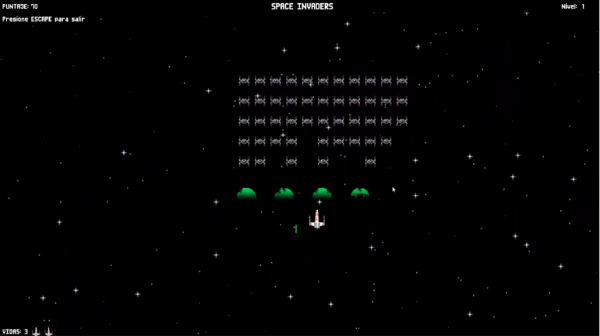 PUNTAJE: 70
SPACE INVADERS
Nivel: 1
Presione ESCAPE para salir
VIDAS: 3